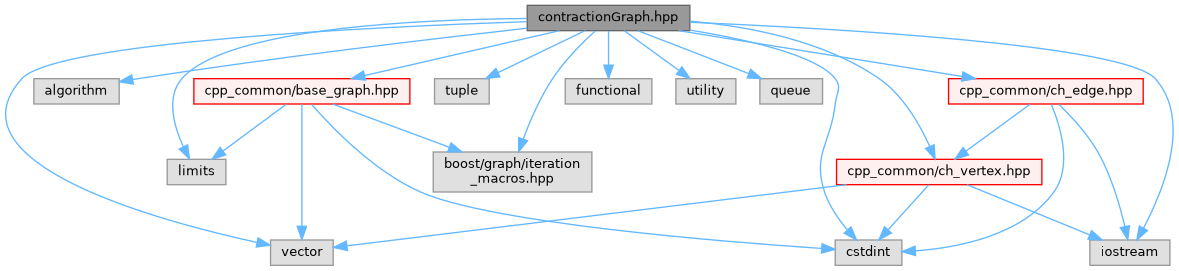 contractionGraph.hpp
algorithm
cpp_common/base_graph.hpp
tuple
functional
utility
queue
cpp_common/ch_edge.hpp
limits
boost/graph/iteration
_macros.hpp
cpp_common/ch_vertex.hpp
vector
cstdint
iostream